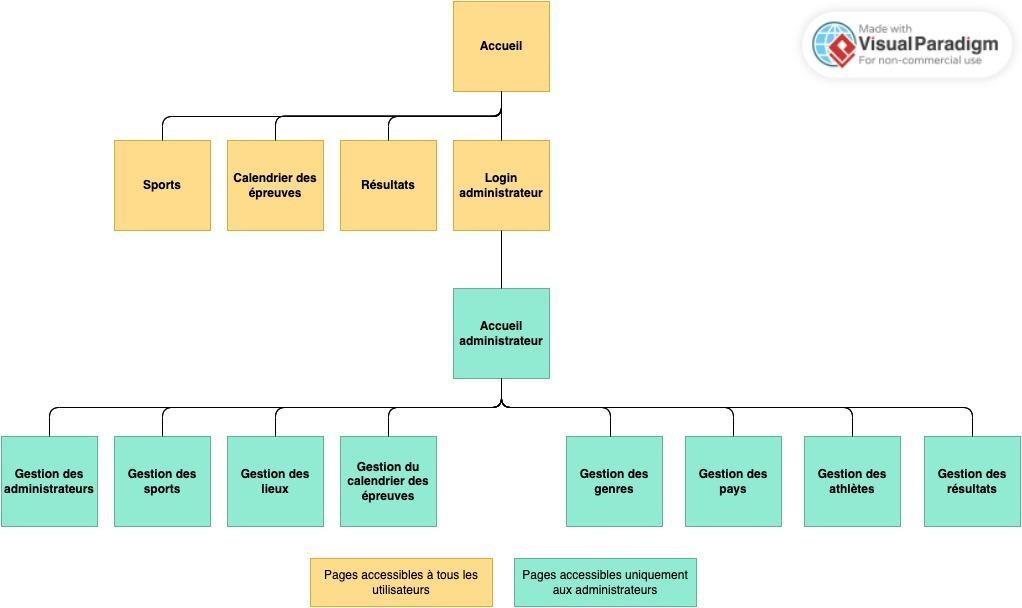 Accueil
Made with
Visual Paradigm
For non-commercial use
Sports
Calendrier des
épreuves
Résultats
Login
administrateur
Accueil
administrateur
Gestion des
administrateurs
Gestion des
sports
Gestion des
lieux
Gestion du
calendrier des
épreuves
Gestion des
genres
Gestion des
pays
Gestion des
athlètes
Gestion des
résultats
Pages accessibles à tous les
utilisateurs
Pages accessibles uniquement
aux administrateurs